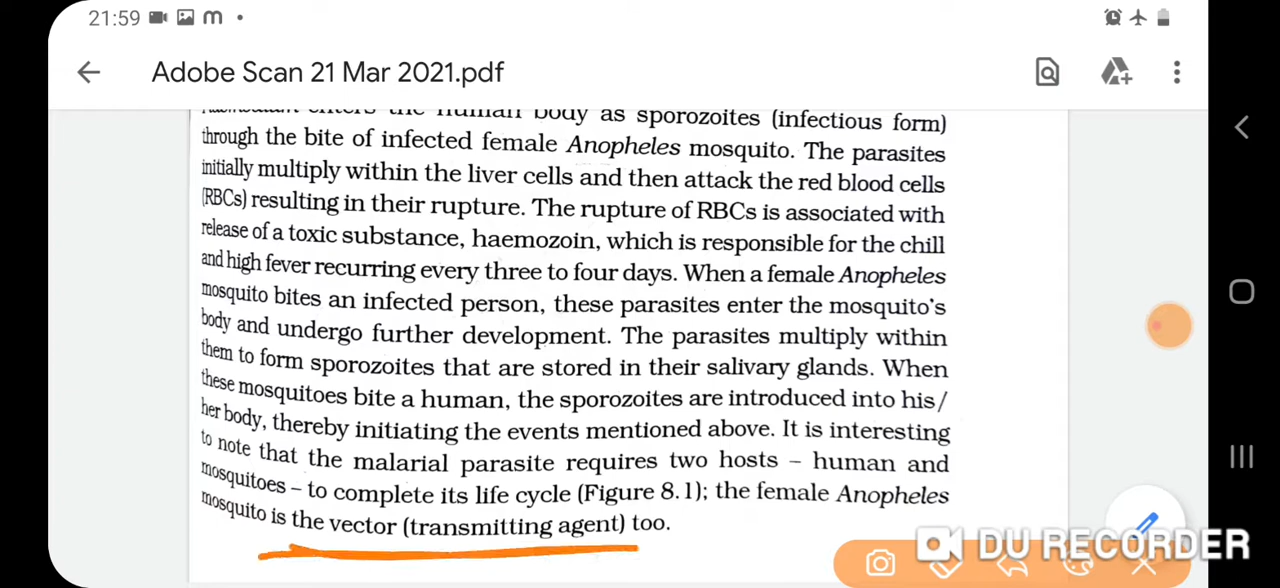 21:59
Adobe Scan 21 Mar 2021.pdf
enters the human body as sporozoites (infectious form)
through the bite of infected female Anopheles mosquito. The parasites
initially multiply within the liver cells and then attack the red blood cells
(RBCs) resulting in their rupture. The rupture of RBCs is associated with
release of a toxic substance, haemozoin, which is responsible for the chill
and high fever recurring every three to four days. When a female Anopheles
mosquito bites an infected person, these parasites enter the mosquito's
body and undergo further development. The parasites multiply within
them to form sporozoites that are stored in their salivary glands. When
these mosquitoes bite a human, the sporozoites are introduced into his/
her body, thereby initiating the events mentioned above. It is interesting
to note that the malarial parasite requires two hosts – human and
mosquitoes – to complete its life cycle (Figure 8.1); the female Anopheles
mosquito is the vector (transmitting agent) too.
DU RECORDER